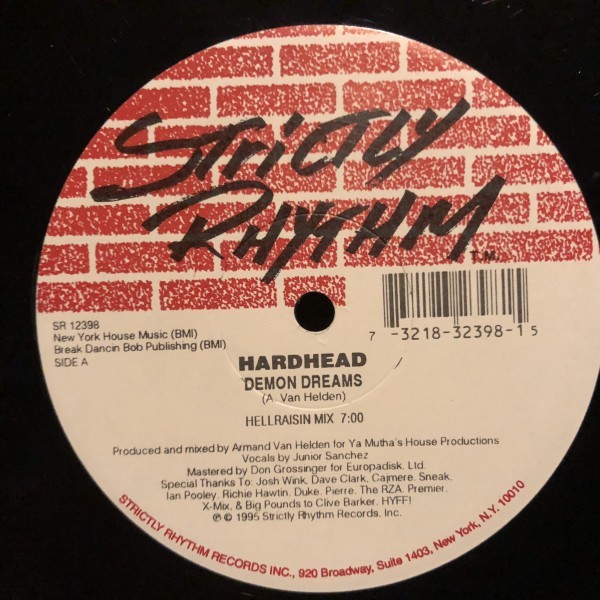 STRICTLY
RHYTHM
T.M.
7 -3218-32398-1 5
SR 12398
New York House Music (BMI)
Break Dancin Bob Publishing (BMI)
SIDE A
HARDHEAD
DEMON DREAMS
(A. Van Helden)
HELLRAISIN MIX 7:00
Produced and mixed by Armand Van Helden for Ya Mutha's House Productions
Vocals by Junior Sanchez
Mastered by Don Grossinger for Europadisk, Ltd.
Special Thanks To: Josh Wink, Dave Clark, Cajmere, Sneak,
Ian Pooley, Richie Hawtin, Duke, Pierre, The RZA, Premier,
X-Mix, & Big Pounds to Clive Barker. HYFF!
℗ © 1995 Strictly Rhythm Records, Inc.
STRICTLY RHYTHM RECORDS INC., 920 Broadway, Suite 1403, New York, N.Y. 10010